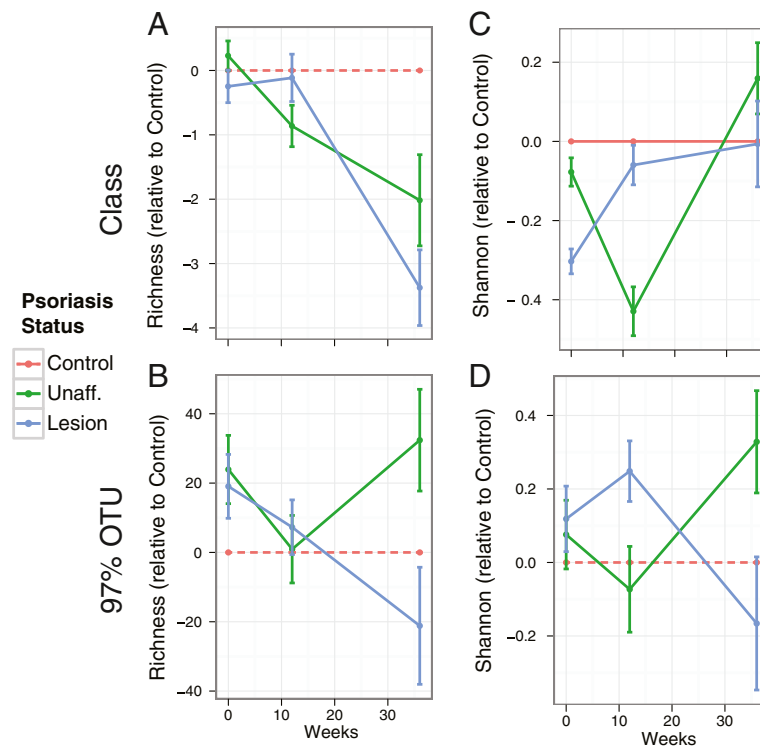 A
Class
Richness (relative to Control)
0
−1
−2
−3
−4
C
Shannon (relative to Control)
0.2
0.0
- 0.2
- 0.4
Psoriasis
Status
Control
Unaff.
Lesion
B
97% OTU
Richness (relative to Control)
40
20
0
−20
−40
0 10 20 30
Weeks
D
Shannon (relative to Control)
0.4
0.2
0.0
−0.2
0 10 20 30
Weeks